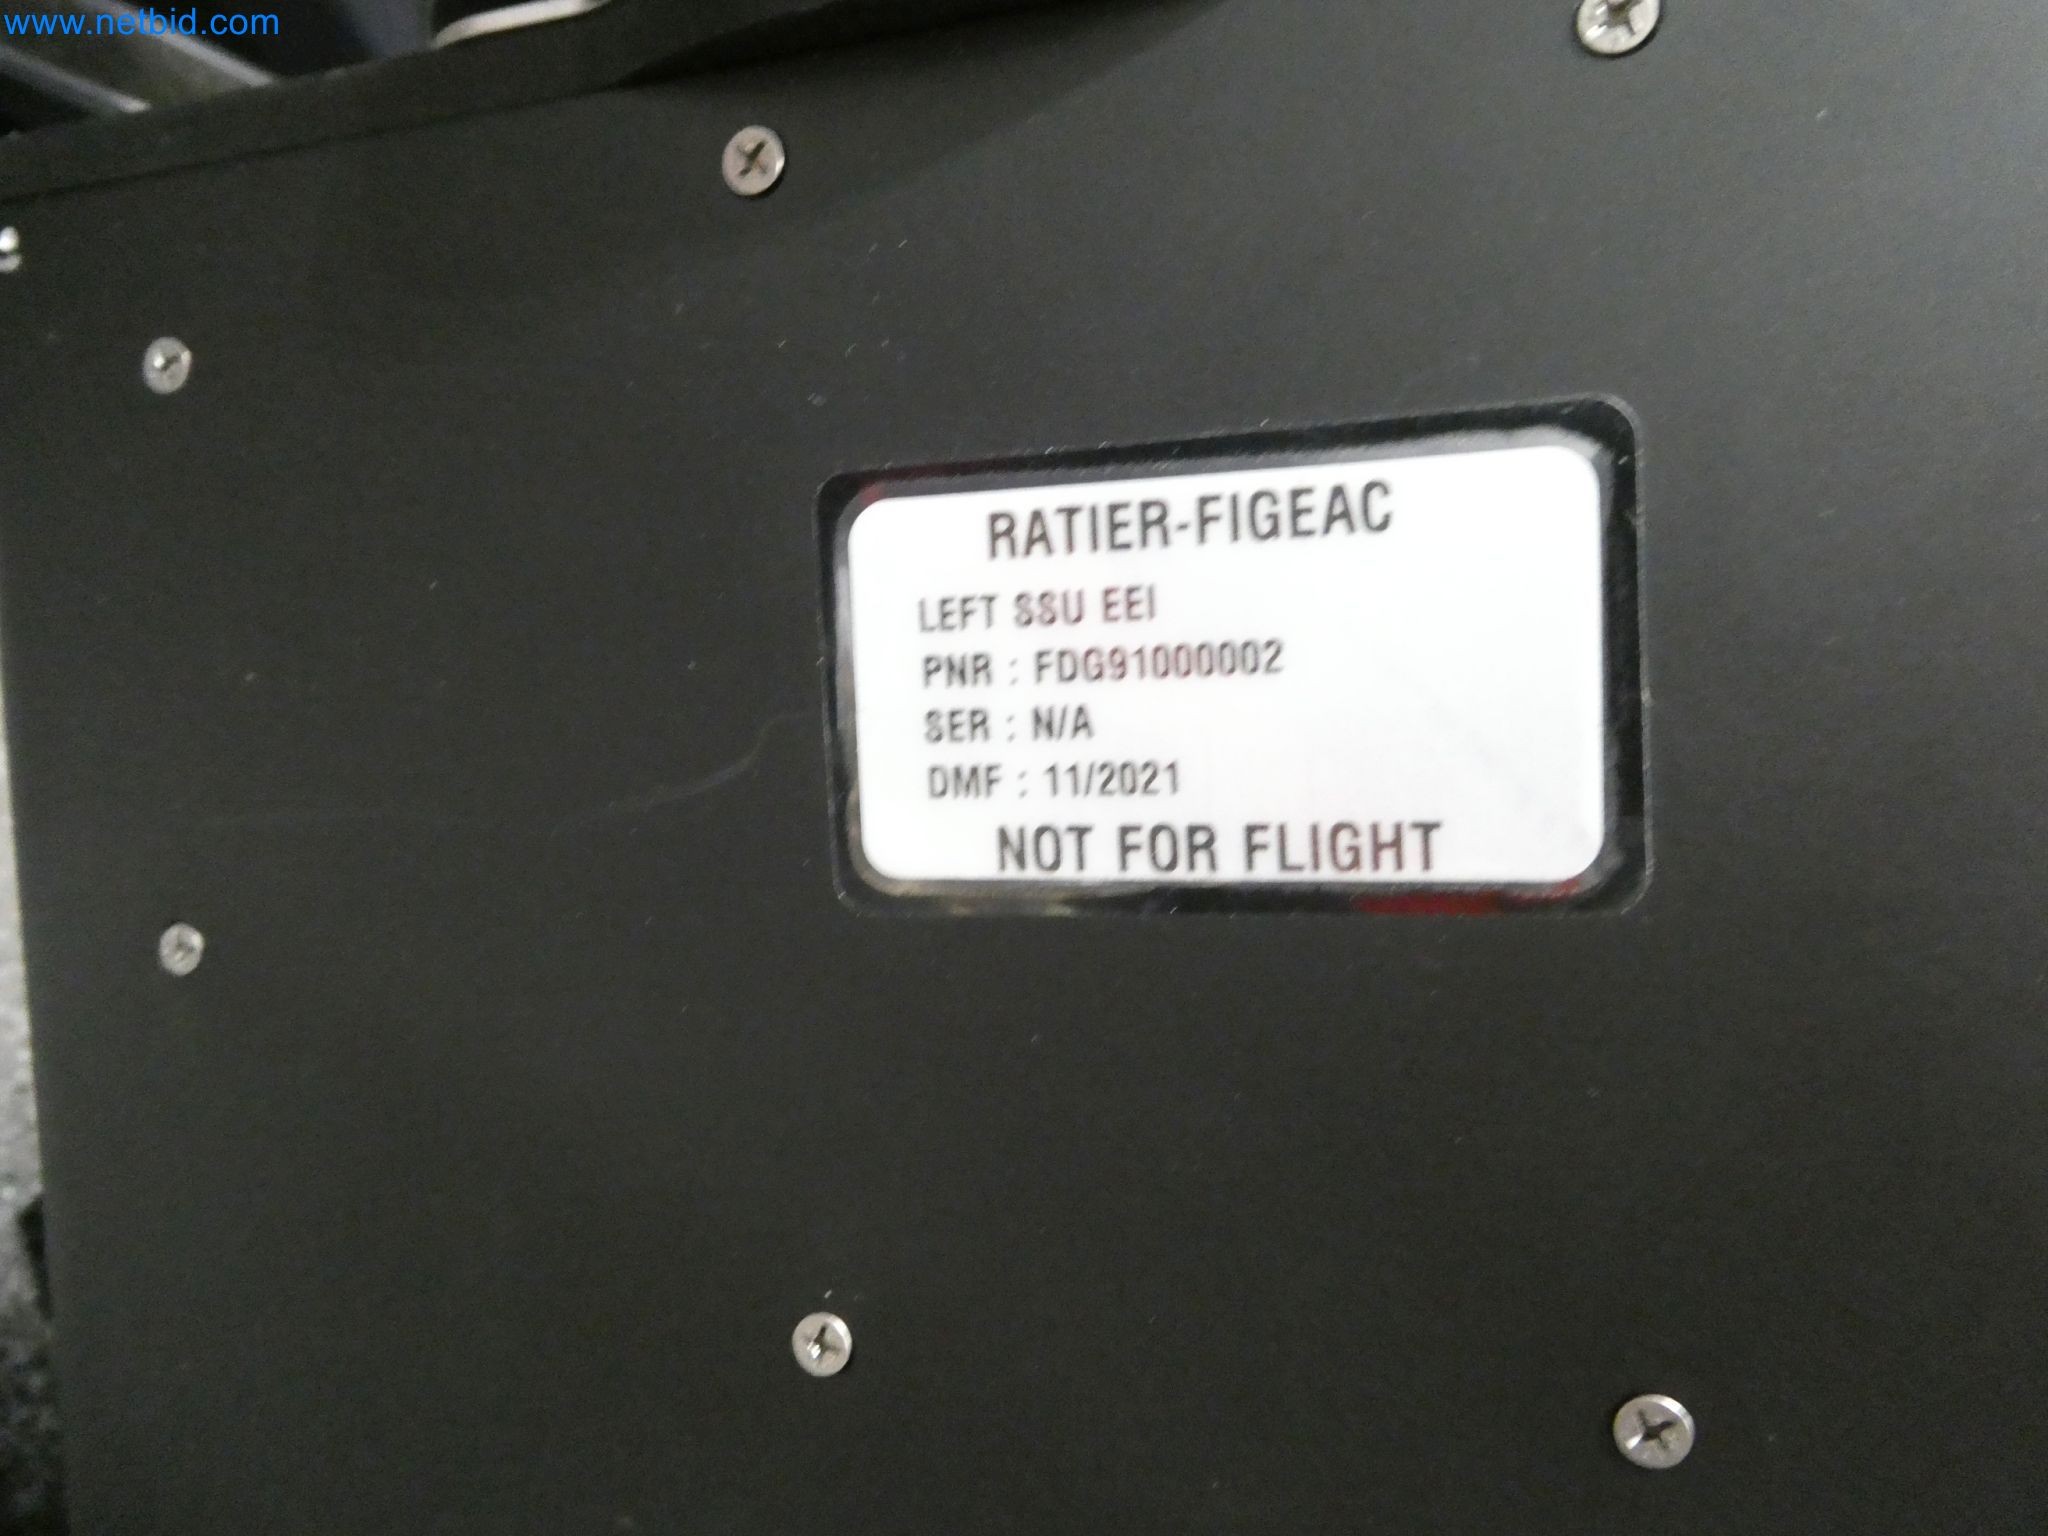 www.netbid.com
RATIER-FIGEAC
LEFT SSU EEI
PNR : FDG91000002
SER : N/A
DMF : 11/2021
NOT FOR FLIGHT